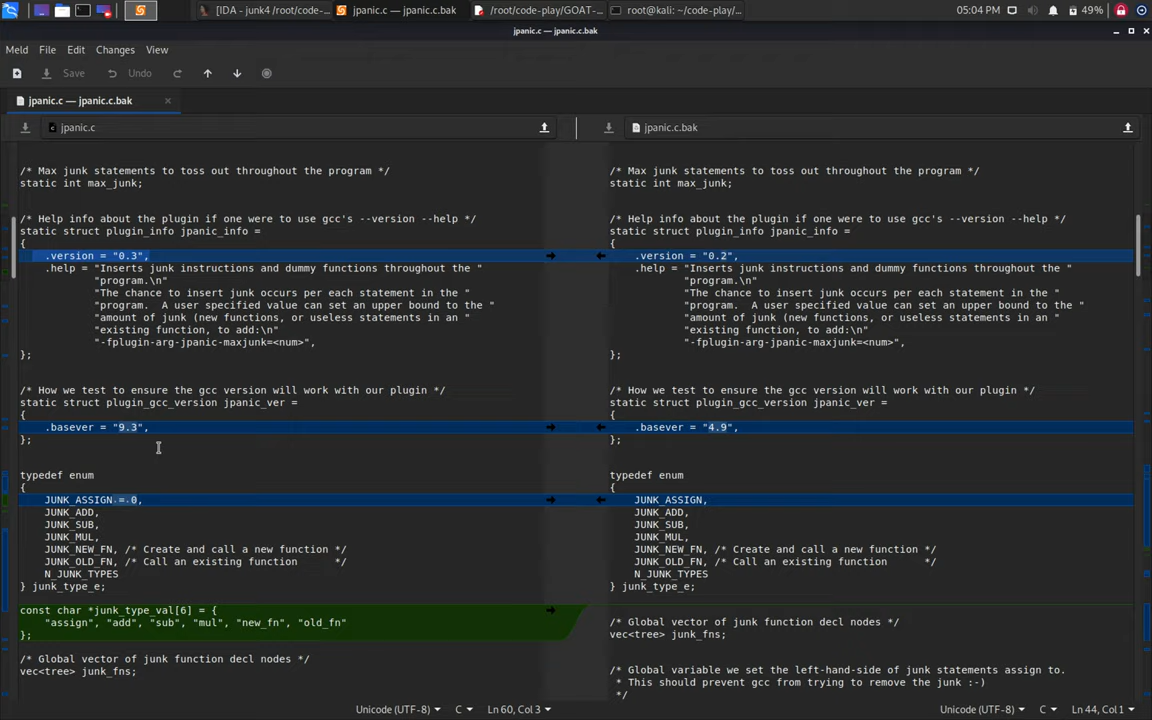 [IDA - junk4 /root/code-...
jpanic.c — jpanic.c.bak
/root/code-play/GOAT-...
root@kali: ~/code-play/...
05:04 PM
49%
jpanic.c — jpanic.c.bak
Meld File Edit Changes View
Save Undo
jpanic.c — jpanic.c.bak
jpanic.c
/* Max junk statements to toss out throughout the program */
static int max_junk;
/* Help info about the plugin if one were to use gcc's --version --help */
static struct plugin_info jpanic_info =
{
.version = "0.3",
.help = "Inserts junk instructions and dummy functions throughout the "
"program.\n"
"The chance to insert junk occurs per each statement in the "
"program.  A user specified value can set an upper bound to the "
"amount of junk (new functions, or useless statements in an "
"existing function, to add:\n"
"-fplugin-arg-jpanic-maxjunk=<num>",
};
/* How we test to ensure the gcc version will work with our plugin */
static struct plugin_gcc_version jpanic_ver =
{
.basever = "9.3",
};
typedef enum
{
JUNK_ASSIGN = 0,
JUNK_ADD,
JUNK_SUB,
JUNK_MUL,
JUNK_NEW_FN, /* Create and call a new function */
JUNK_OLD_FN, /* Call an existing function      */
N_JUNK_TYPES
} junk_type_e;
const char *junk_type_val[6] = {
"assign", "add", "sub", "mul", "new_fn", "old_fn"
};
/* Global vector of junk function decl nodes */
vec<tree> junk_fns;
jpanic.c.bak
/* Max junk statements to toss out throughout the program */
static int max_junk;
/* Help info about the plugin if one were to use gcc's --version --help */
static struct plugin_info jpanic_info =
{
.version = "0.2",
.help = "Inserts junk instructions and dummy functions throughout the "
"program.\n"
"The chance to insert junk occurs per each statement in the "
"program.  A user specified value can set an upper bound to the "
"amount of junk (new functions, or useless statements in an "
"existing function, to add:\n"
"-fplugin-arg-jpanic-maxjunk=<num>",
};
/* How we test to ensure the gcc version will work with our plugin */
static struct plugin_gcc_version jpanic_ver =
{
.basever = "4.9",
};
typedef enum
{
JUNK_ASSIGN,
JUNK_ADD,
JUNK_SUB,
JUNK_MUL,
JUNK_NEW_FN, /* Create and call a new function */
JUNK_OLD_FN, /* Call an existing function      */
N_JUNK_TYPES
} junk_type_e;
/* Global vector of junk function decl nodes */
vec<tree> junk_fns;
/* Global variable we set the left-hand-side of junk statements assign to.
* This should prevent gcc from trying to remove the junk :-)
*/
Unicode (UTF-8) C Ln 60, Col 3
Unicode (UTF-8) C Ln 44, Col 1